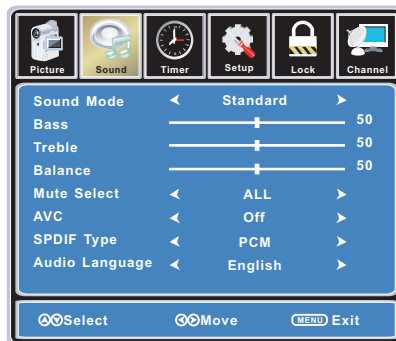 Picture Sound Timer Setup Lock Channel
Sound Mode Standard
Bass 50
Treble 50
Balance 50
Mute Select ALL
AVC Off
SPDIF Type PCM
Audio Language English
Select Move MENU Exit